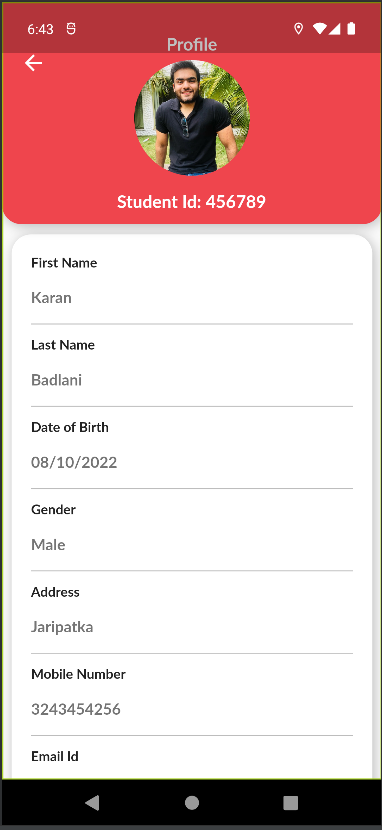 6:43
Profile
Student Id: 456789
First Name
Karan
Last Name
Badlani
Date of Birth
08/10/2022
Gender
Male
Address
Jaripatka
Mobile Number
3243454256
Email Id